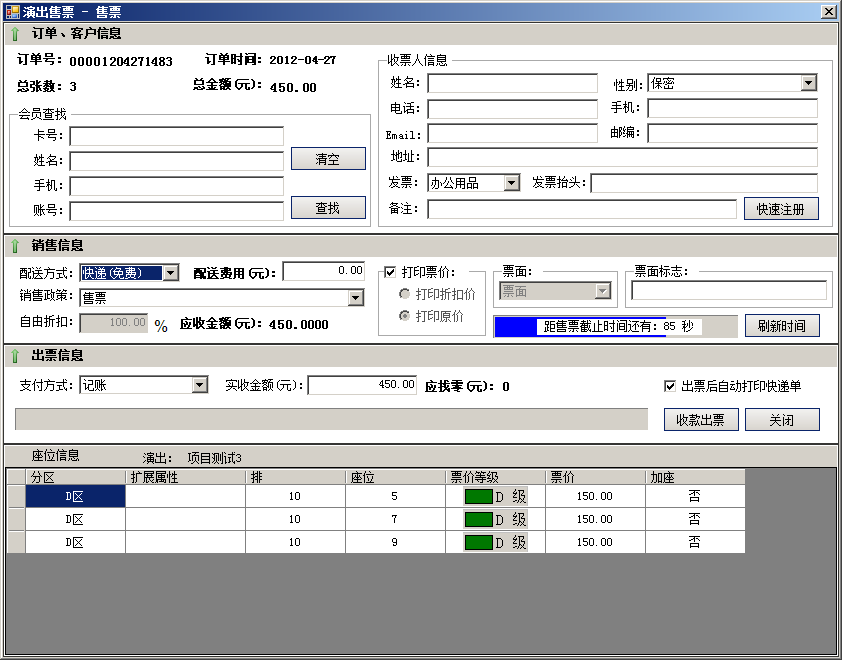 演出售票 - 售票
订单、客户信息
订单号: 00001204271483 订单时间: 2012-04-27
总张数: 3 总金额(元): 450.00
会员查找
卡号:
姓名:
清空
手机:
账号:
查找
收票人信息
姓名: 性别: 保密
电话: 手机:
Email: 邮编:
地址:
发票: 办公用品 发票抬头:
备注: 快速注册
销售信息
配送方式: 快递(免费) 配送费用(元): 0.00
销售政策: 售票
自由折扣: 100.00 % 应收金额(元): 450.0000
打印票价:
打印折扣价
打印原价
票面:
票面
票面标志:
距售票截止时间还有: 85 秒 刷新时间
出票信息
支付方式: 记账 实收金额(元): 450.00 应找零(元): 0 出票后自动打印快递单
收款出票 关闭
座位信息 演出: 项目测试3
分区 扩展属性 排 座位 票价等级 票价 加座
D区 10 5 D 级 150.00 否
D区 10 7 D 级 150.00 否
D区 10 9 D 级 150.00 否